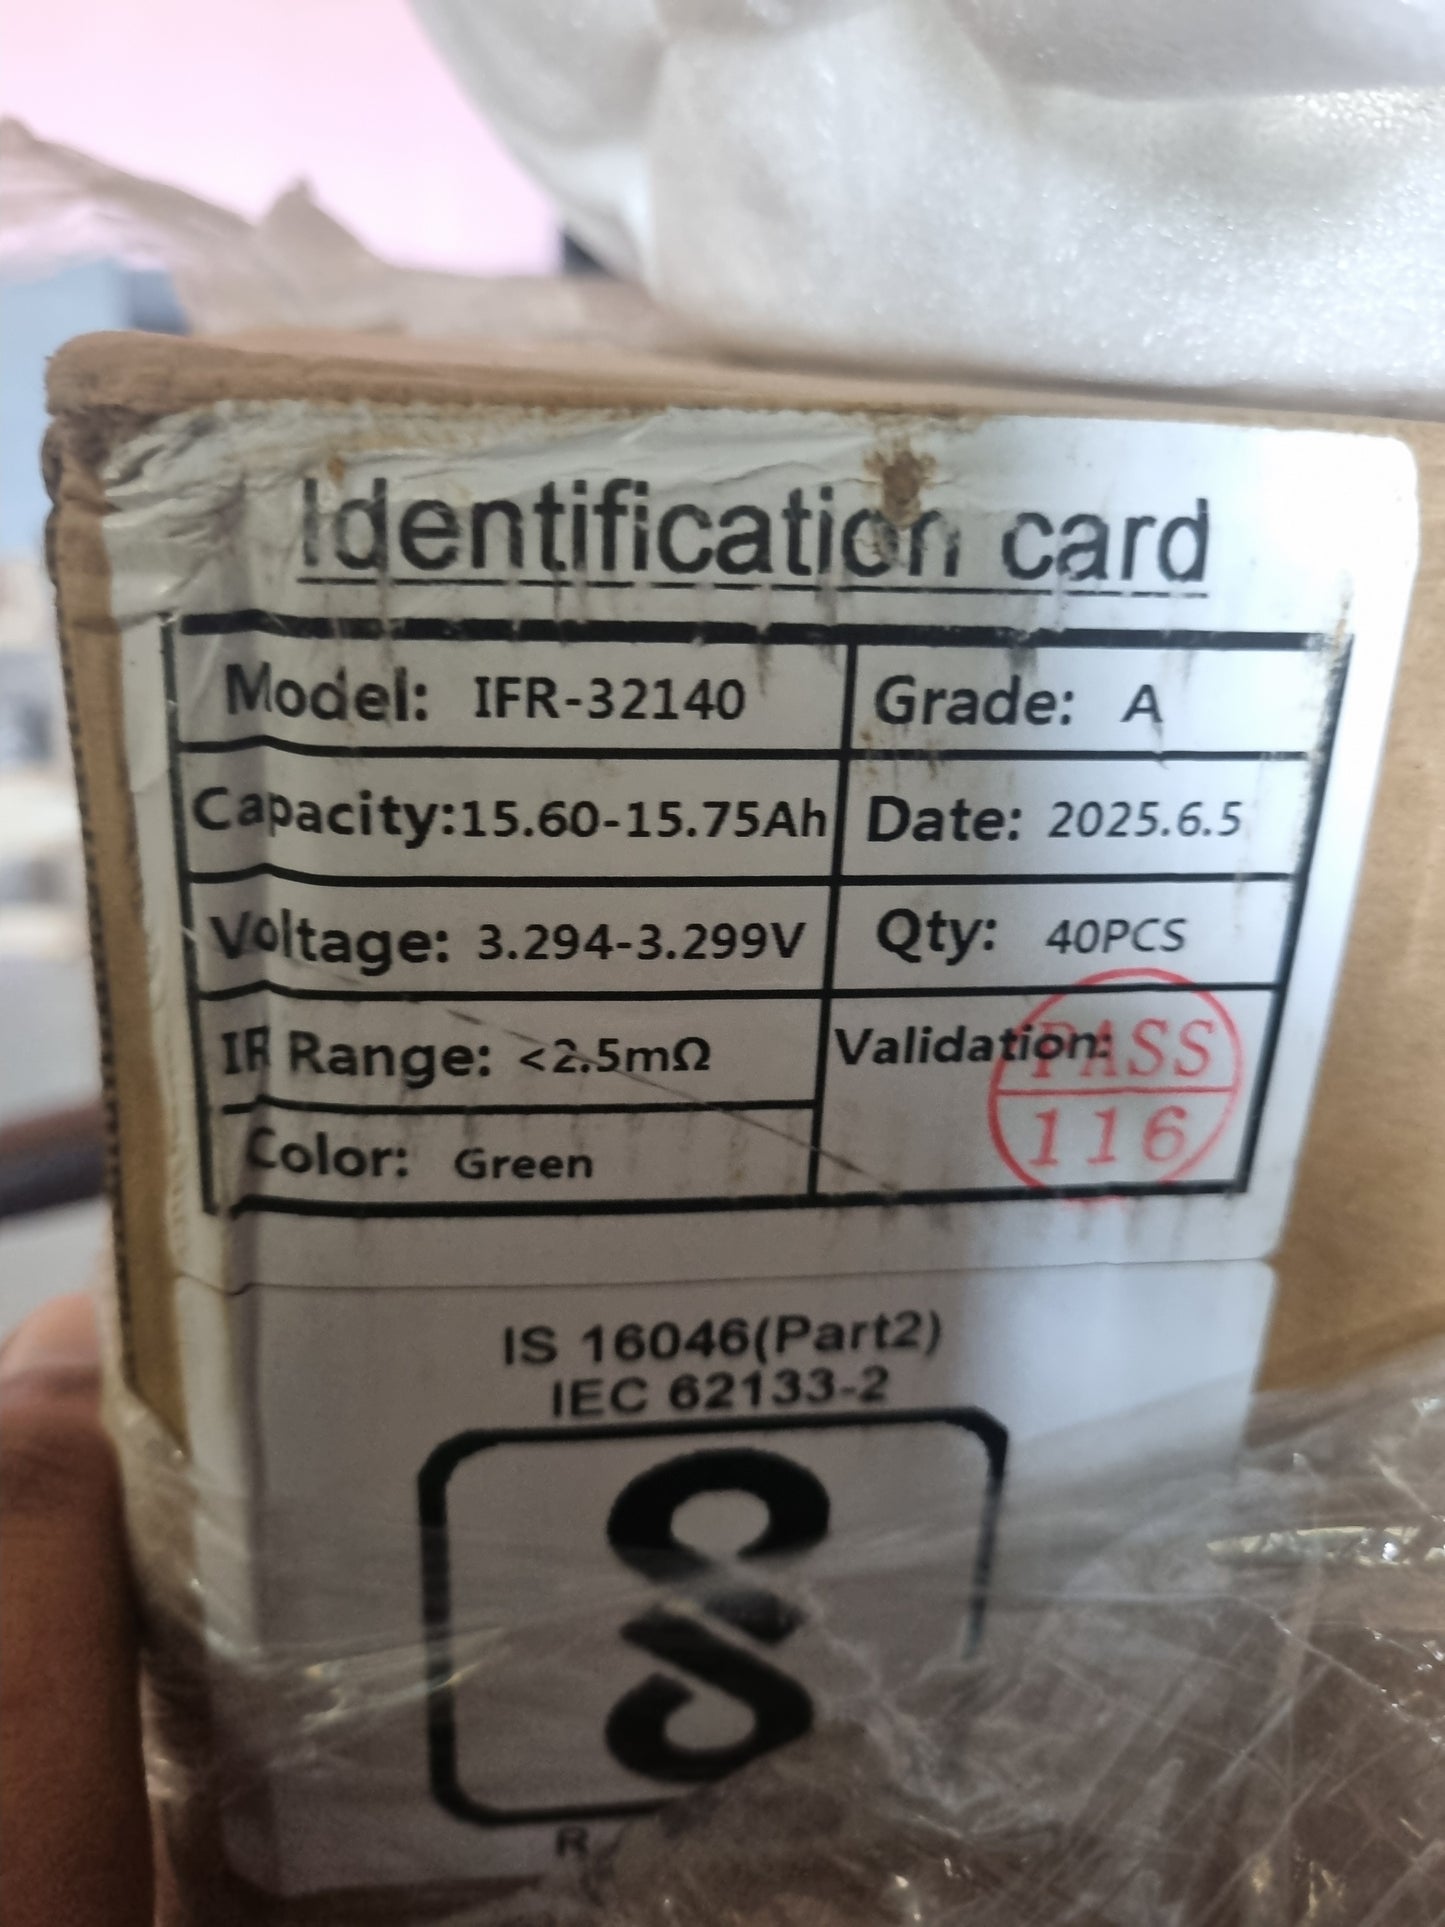 Identification card
Model: IFR-32140 Grade: A
Capacity:15.60-15.75Ah Date: 2025.6.5
Voltage: 3.294-3.299V Qty: 40PCS
IR Range: <2.5mΩ Validation:
PASS
116
Color: Green
IS 16046(Part2)
IEC 62133-2
R